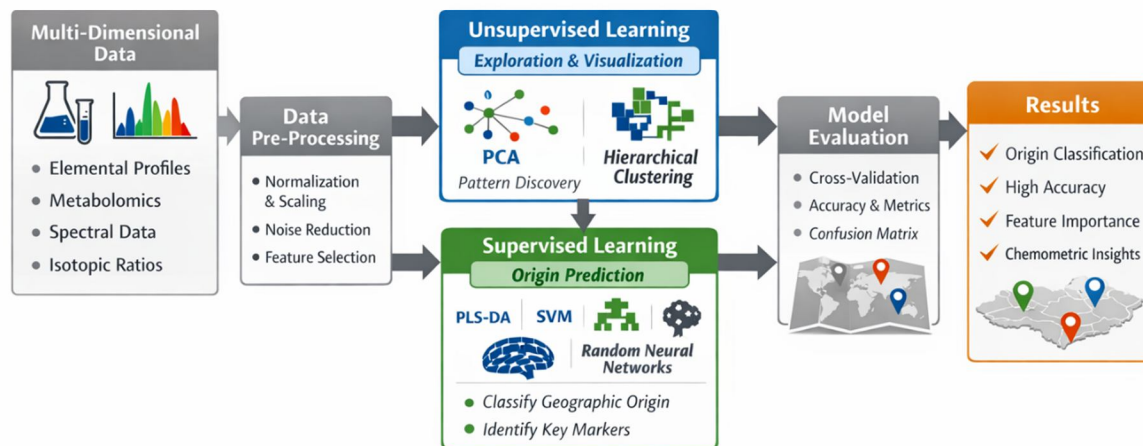 Multi-Dimensional
Data
Elemental Profiles
Metabolomics
Spectral Data
Isotopic Ratios
Data
Pre-Processing
Normalization
& Scaling
Noise Reduction
Feature Selection
Unsupervised Learning
Exploration & Visualization
PCA
Pattern Discovery
Hierarchical
Clustering
Supervised Learning
Origin Prediction
PLS-DA
SVM
Random Neural
Networks
Classify Geographic Origin
Identify Key Markers
Model
Evaluation
Cross-Validation
Accuracy & Metrics
Confusion Matrix
Results
Origin Classification
High Accuracy
Feature Importance
Chemometric Insights